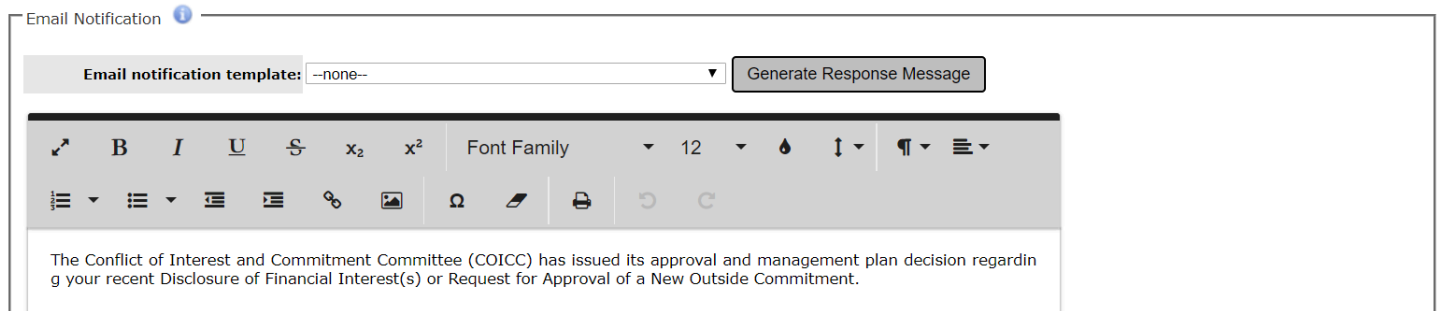 Email Notification
Email notification template: --none-- Generate Response Message
B I U S x₂ x² Font Family 12 ¶
Ω
The Conflict of Interest and Commitment Committee (COICC) has issued its approval and management plan decision regardin
g your recent Disclosure of Financial Interest(s) or Request for Approval of a New Outside Commitment.